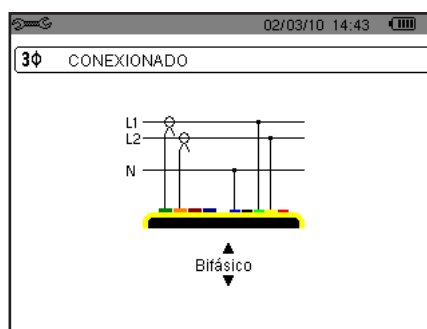 02/03/10 14:43
3Φ CONEXIONADO
L1
L2
N
Bifásico